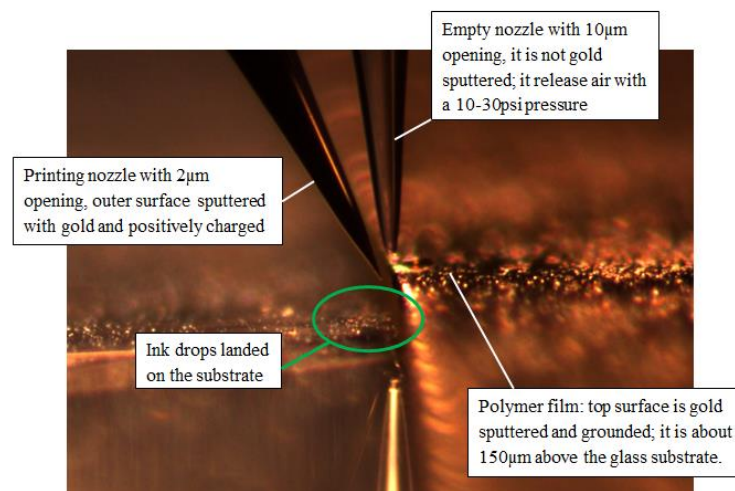 Empty nozzle with 10µm
opening, it is not gold
sputtered; it release air with
a 10-30psi pressure
Printing nozzle with 2µm
opening, outer surface sputtered
with gold and positively charged
Ink drops landed
on the substrate
Polymer film: top surface is gold
sputtered and grounded; it is about
150µm above the glass substrate.